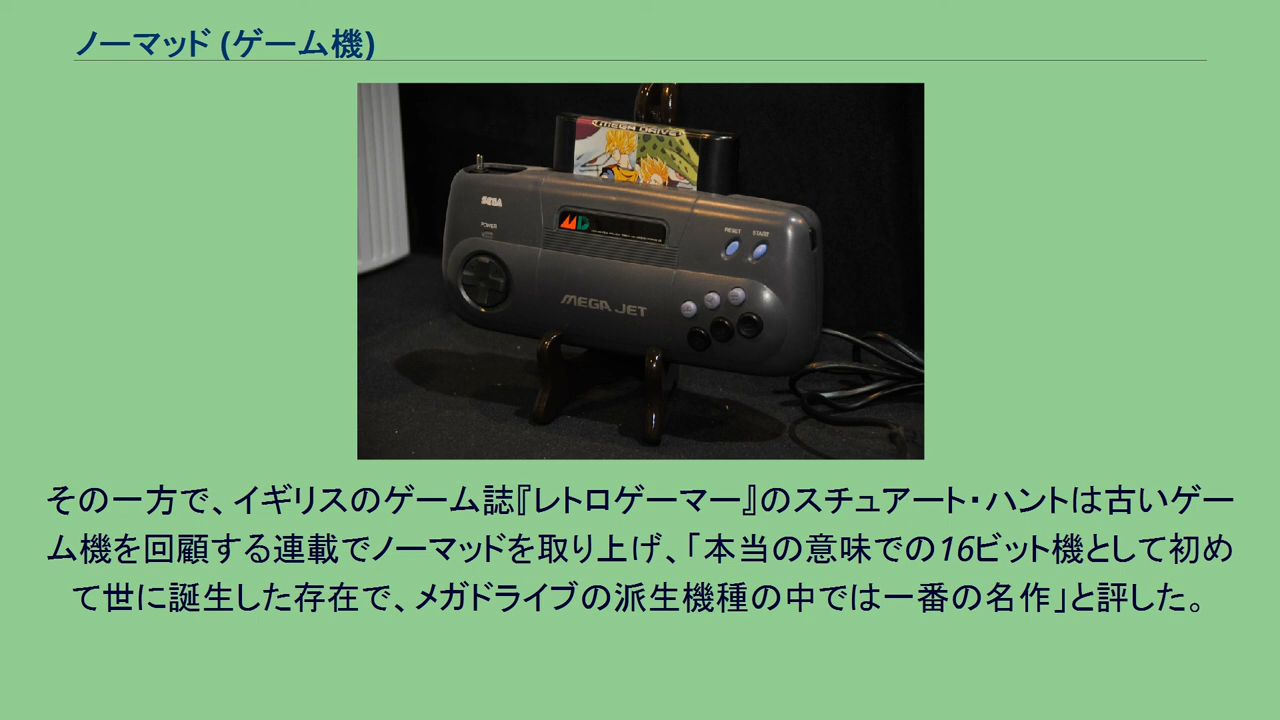 ノーマッド (ゲーム機)
MEGA DRIVE
SEGA
POWER
MD
RESET START
MEGA JET
その一方で、イギリスのゲーム誌『レトロゲーマー』のスチュアート・ハントは古いゲー
ム機を回顧する連載でノーマッドを取り上げ、「本当の意味での16ビット機として初め
て世に誕生した存在で、メガドライブの派生機種の中では一番の名作」と評した。